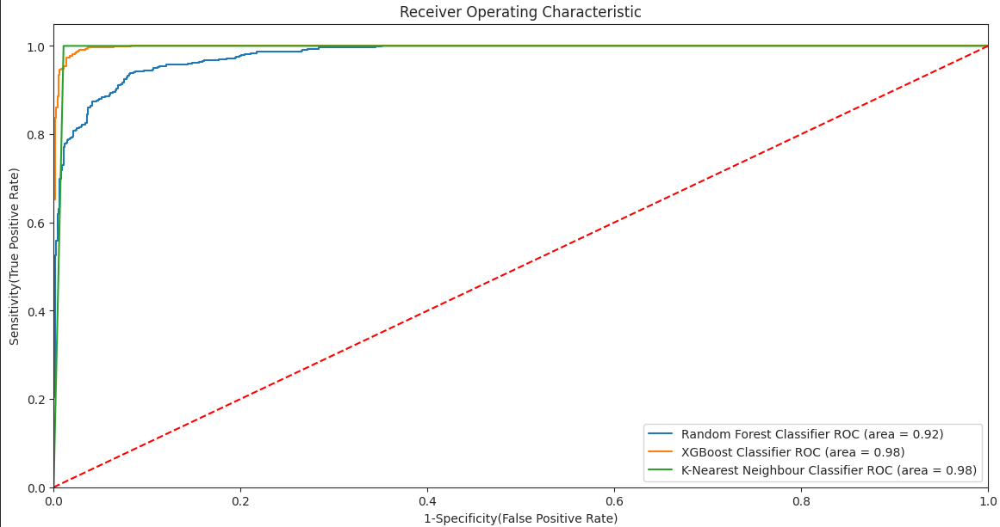 Receiver Operating Characteristic
Sensitivity(True Positive Rate)
1.0
0.8
0.6
0.4
0.2
0.0
0.0 0.2 0.4 0.6 0.8 1.0
1-Specificity(False Positive Rate)
Random Forest Classifier ROC (area = 0.92)
XGBoost Classifier ROC (area = 0.98)
K-Nearest Neighbour Classifier ROC (area = 0.98)